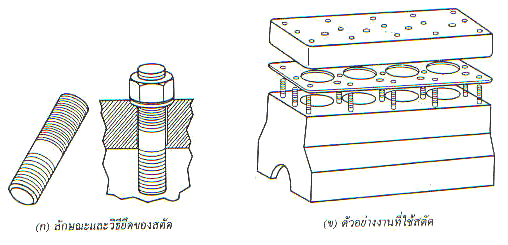 (ก) ลักษณะและวิธียึดของสตัด
(ข) ตัวอย่างงานที่ใช้สตัด